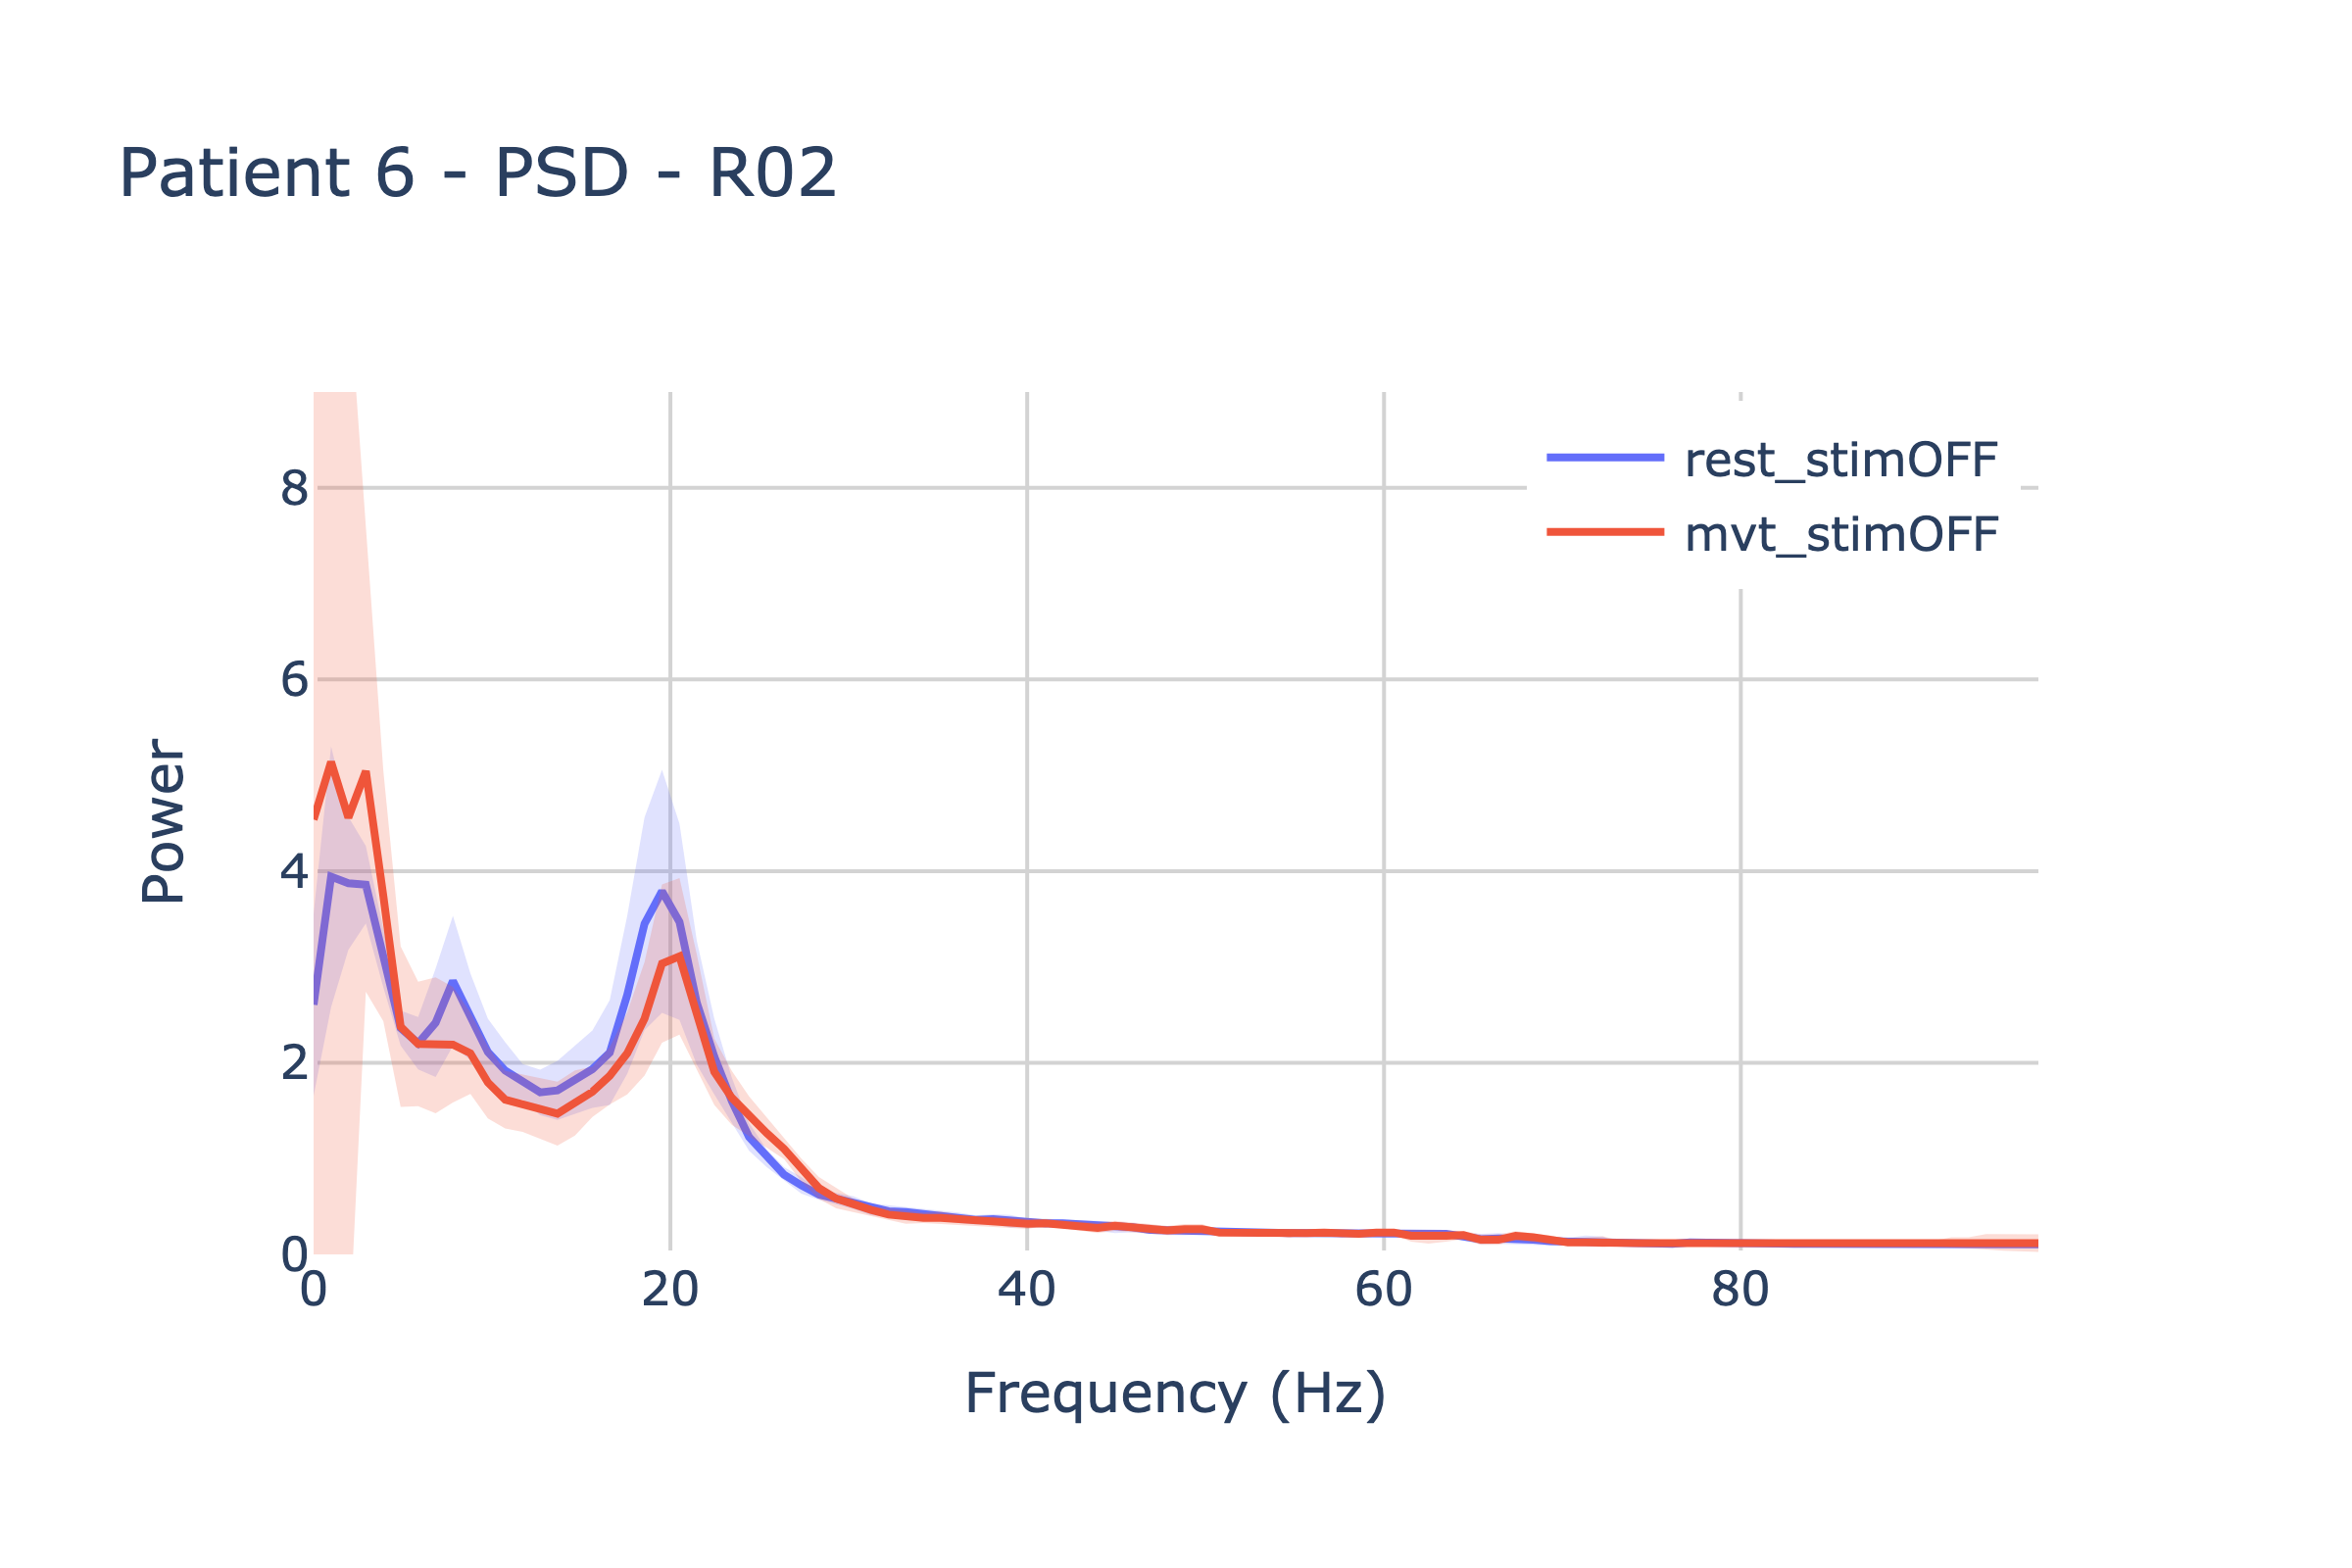 Patient 6 - PSD - R02
rest_stimOFF
mvt_stimOFF
8
6
4
2
0
Power
0 20 40 60 80
Frequency (Hz)